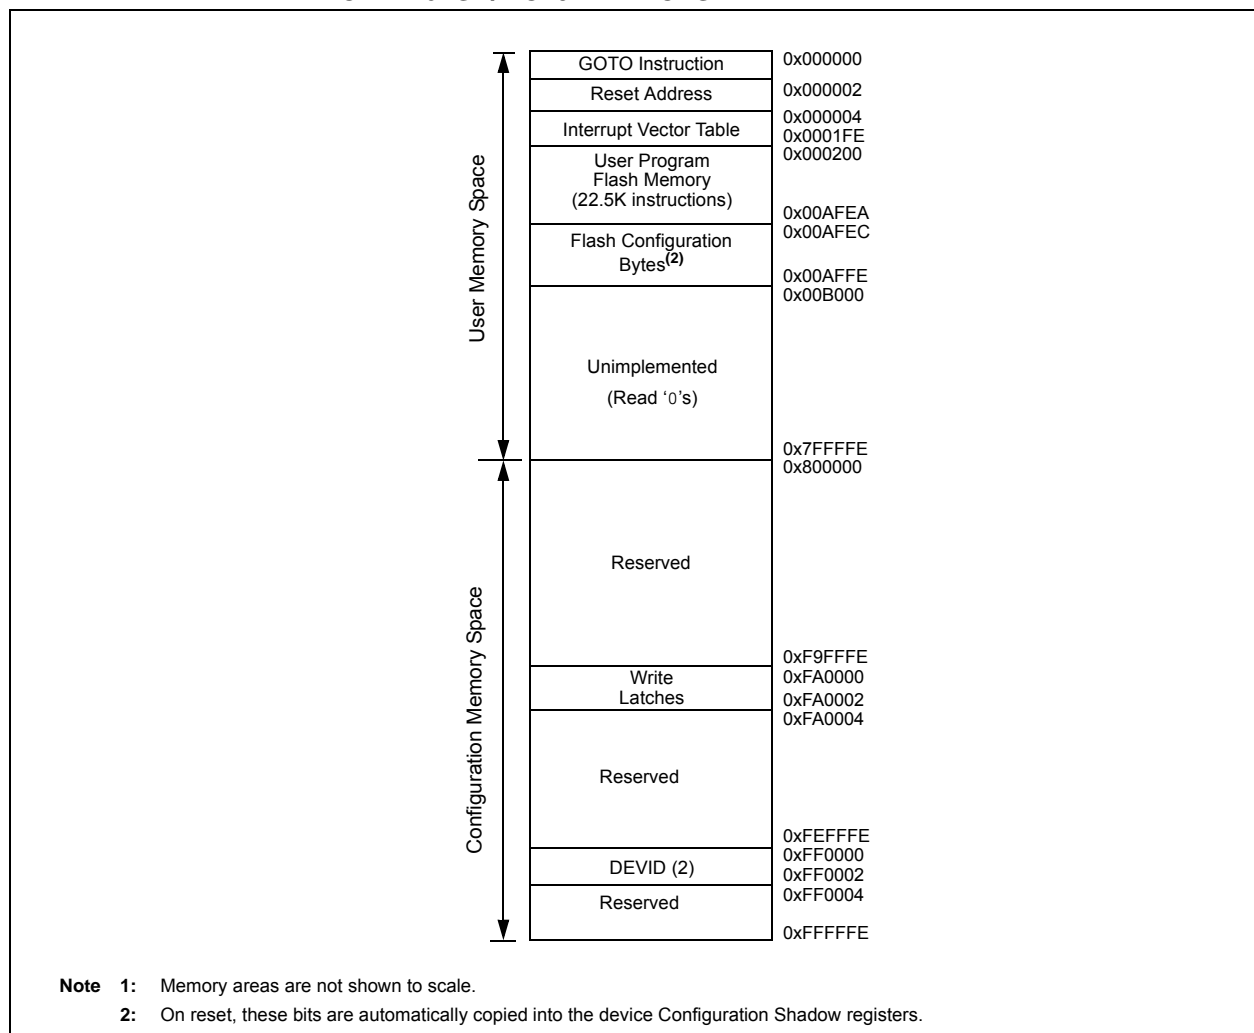 GOTO Instruction 0x000000
Reset Address 0x000002
0x000004
Interrupt Vector Table 0x0001FE
User Program 0x000200
Flash Memory
(22.5K instructions)
0x00AFEA
0x00AFEC
Flash Configuration
Bytes(2)
0x00AFFE
0x00B000
User Memory Space
Unimplemented
(Read ‘0’s)
0x7FFFFE
0x800000
Reserved
Configuration Memory Space
0xF9FFFE
Write 0xFA0000
Latches 0xFA0002
0xFA0004
Reserved
0xFEFFFE
0xFF0000
DEVID (2) 0xFF0002
0xFF0004
Reserved
0xFFFFFE
Note 1: Memory areas are not shown to scale.
2: On reset, these bits are automatically copied into the device Configuration Shadow registers.